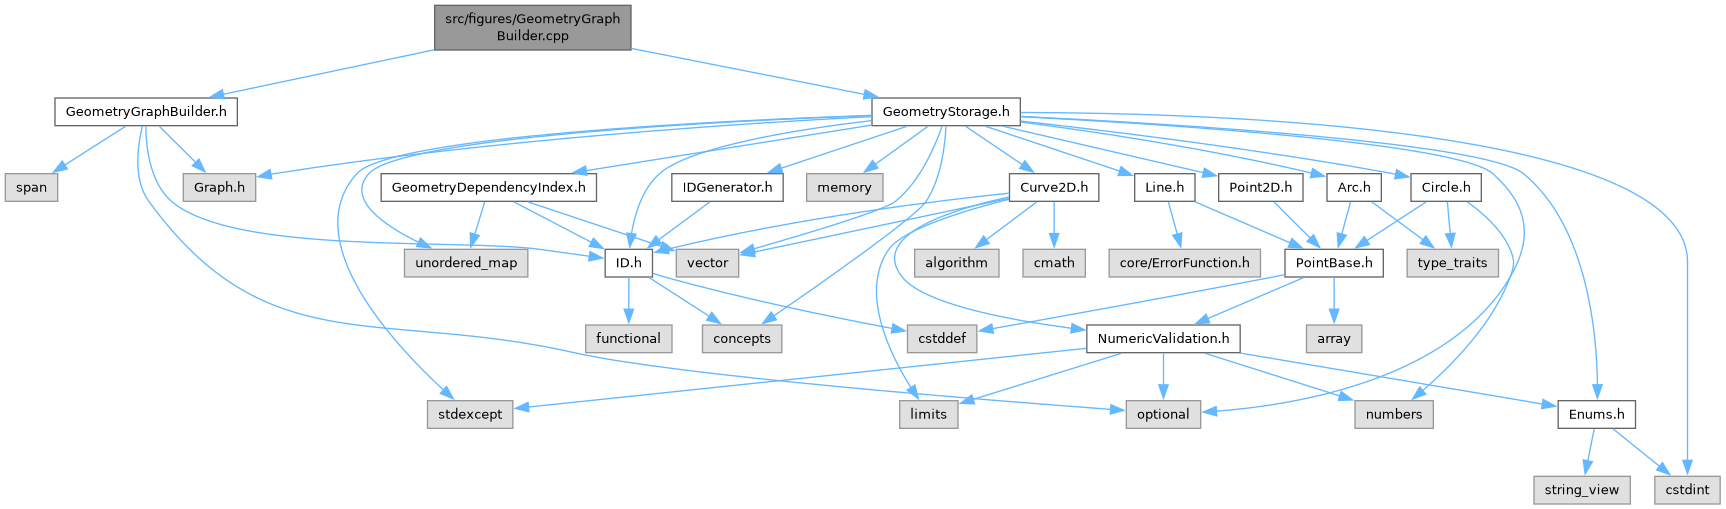 src/figures/GeometryGraph
Builder.cpp
GeometryGraphBuilder.h
GeometryStorage.h
span
Graph.h
GeometryDependencyIndex.h
IDGenerator.h
memory
Curve2D.h
Line.h
Point2D.h
Arc.h
Circle.h
unordered_map
ID.h
vector
algorithm
cmath
core/ErrorFunction.h
PointBase.h
type_traits
functional
concepts
cstddef
NumericValidation.h
array
stdexcept
limits
optional
numbers
Enums.h
string_view
cstdint